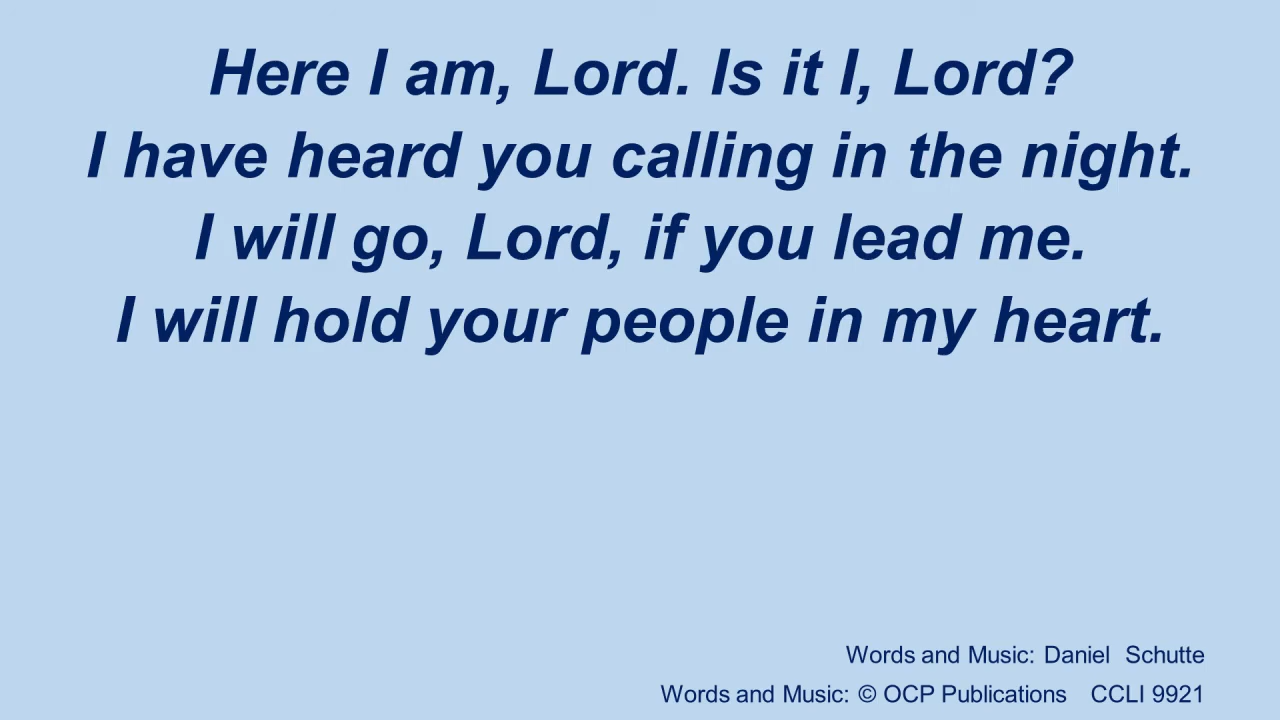 Here I am, Lord. Is it I, Lord?
I have heard you calling in the night.
I will go, Lord, if you lead me.
I will hold your people in my heart.
Words and Music: Daniel Schutte
Words and Music: © OCP Publications CCLI 9921